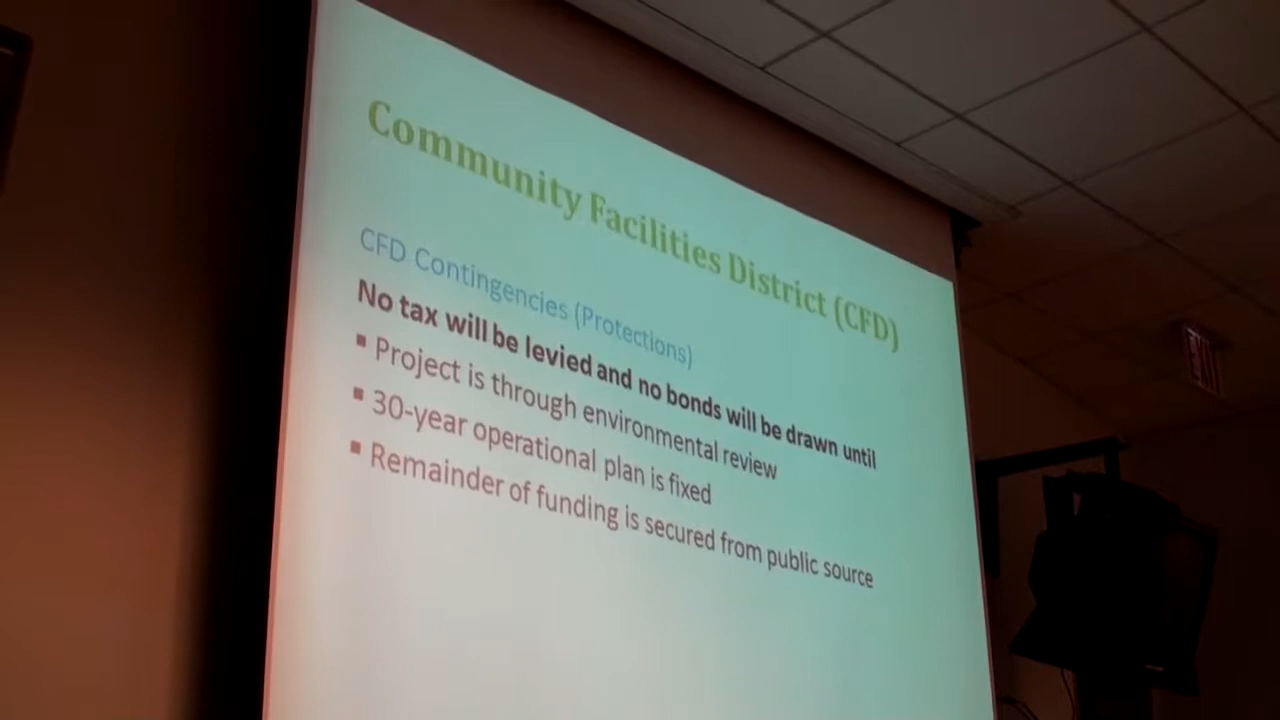 Community Facilities District (CFD)
CFD Contingencies (Protections)
No tax will be levied and no bonds will be drawn until
▪ Project is through environmental review
▪ 30-year operational plan is fixed
▪ Remainder of funding is secured from public source
EXIT